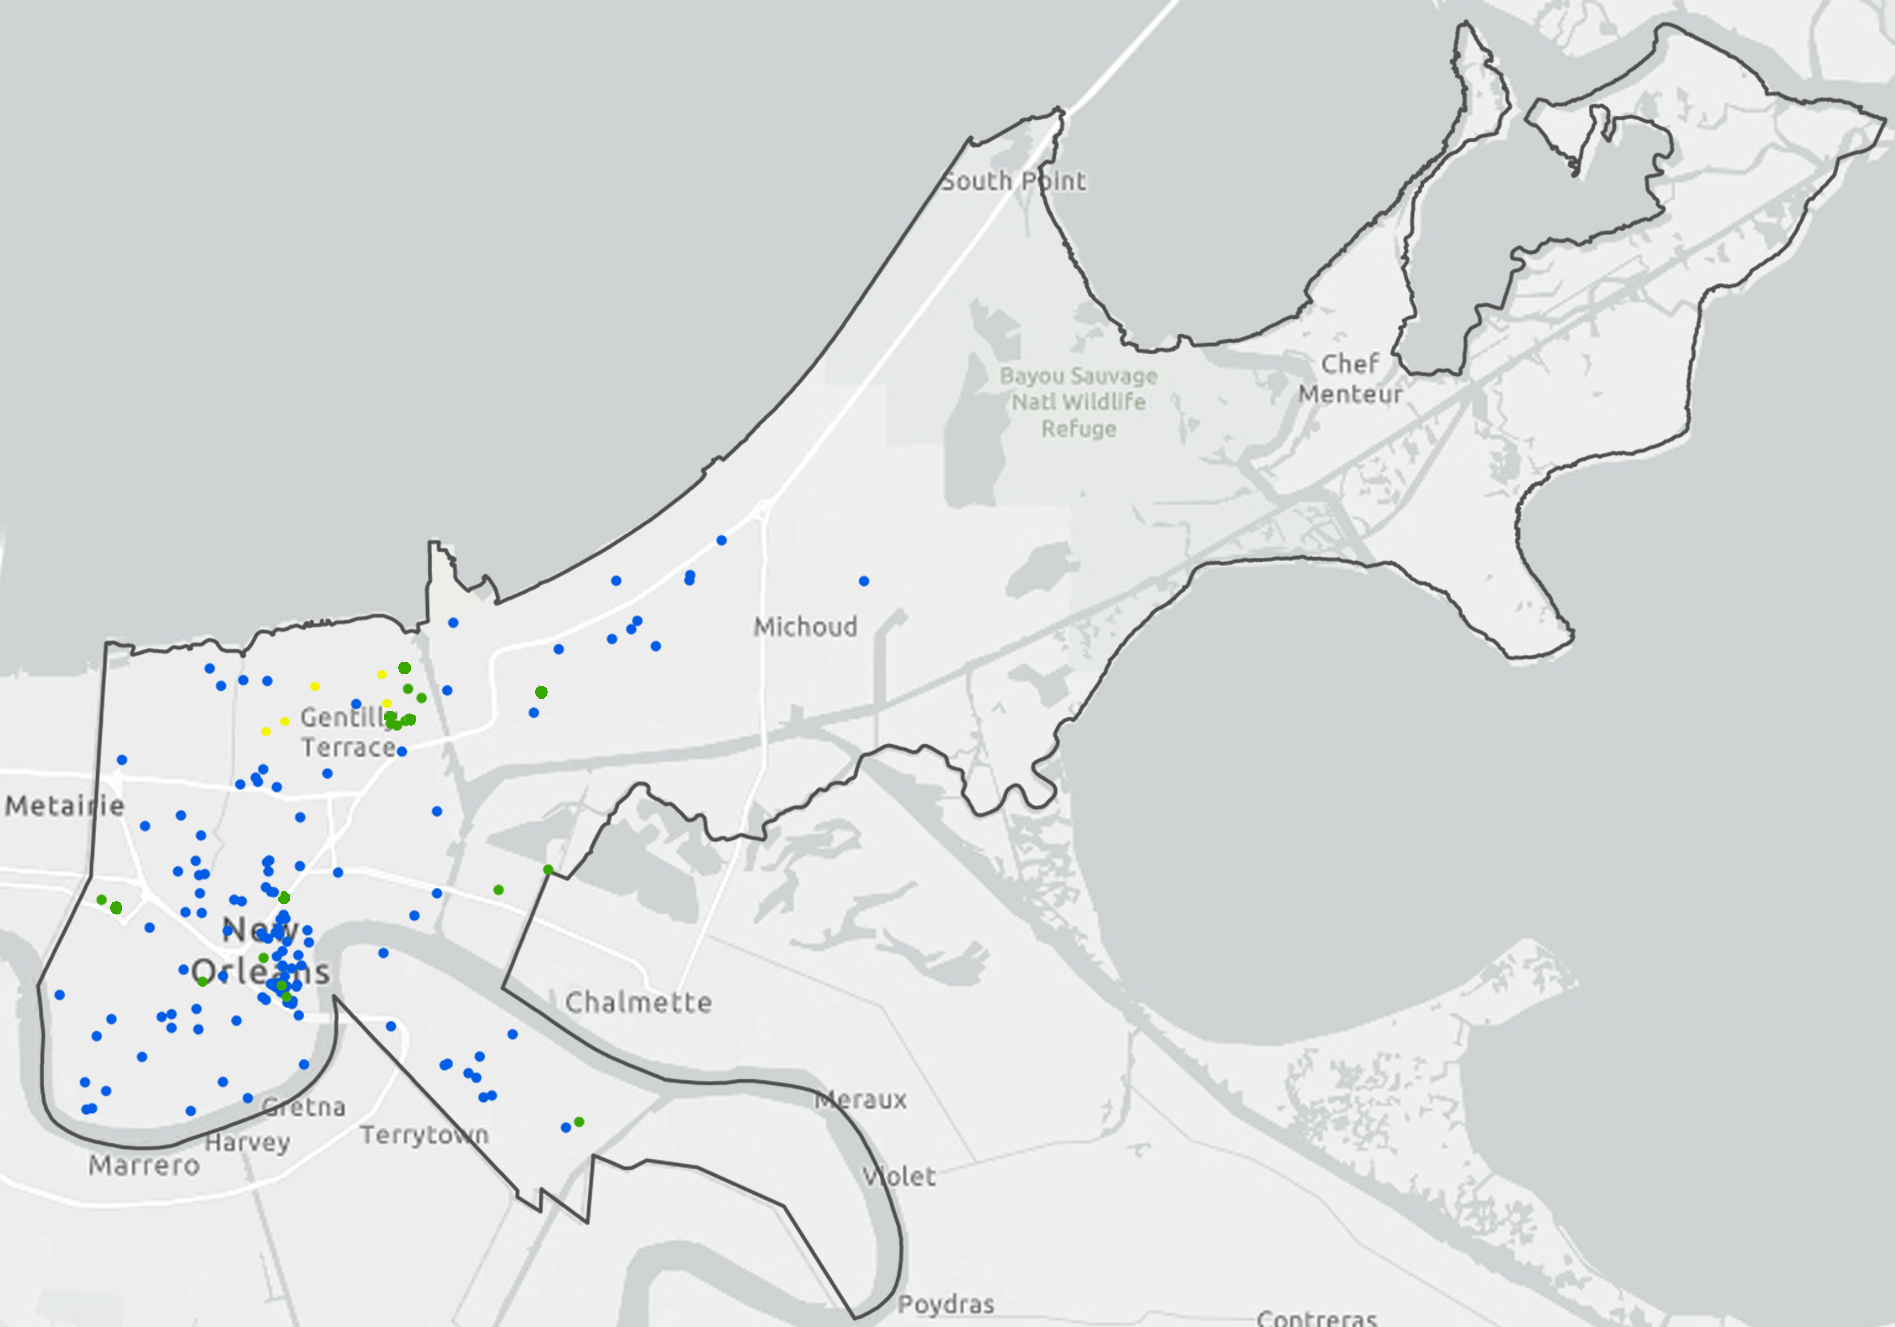 South Point
Bayou Sauvage
Natl Wildlife
Refuge
Chef
Menteur
Michoud
Gentilly
Terrace
Metairie
New
Orleans
Chalmette
Meraux
Gretna
Terrytown
Harvey
Marrero
Violet
Poydras
Contreras